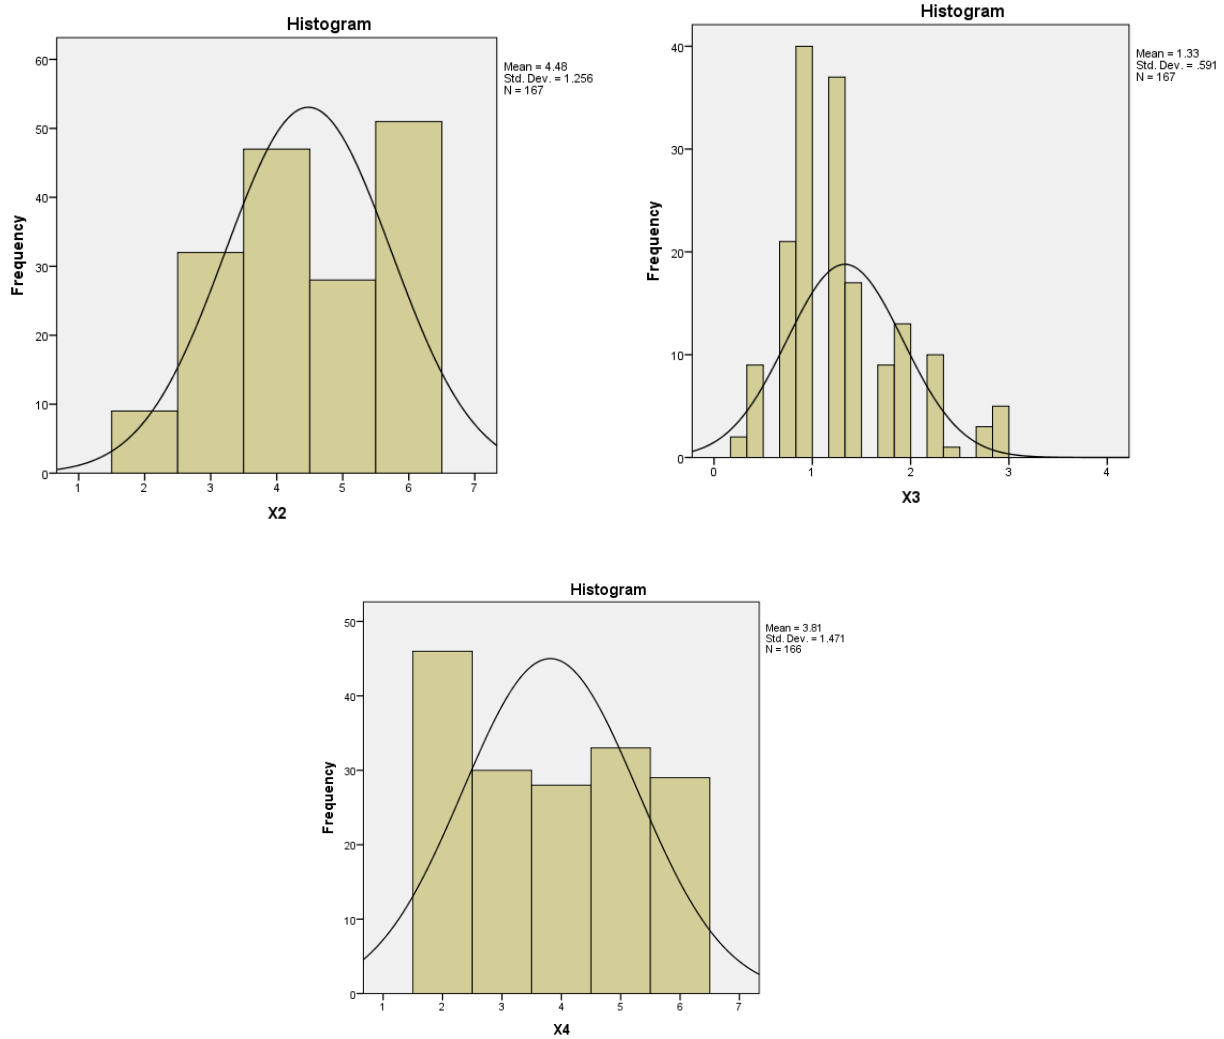 Histogram
60
50
40
30
20
10
0
Frequency
1 2 3 4 5 6 7
X2
Mean = 4.48
Std. Dev. = 1.256
N = 167
Histogram
40
30
20
10
0
Frequency
0 1 2 3 4
X3
Mean = 1.33
Std. Dev. = .591
N = 167
Histogram
50
40
30
20
10
0
Frequency
1 2 3 4 5 6 7
X4
Mean = 3.81
Std. Dev. = 1.471
N = 166